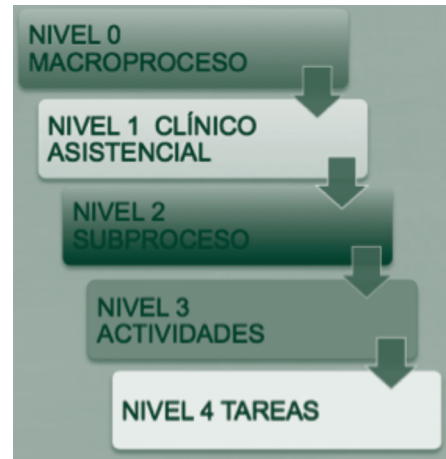 NIVEL 0
MACROPROCESO
NIVEL 1 CLÍNICO
ASISTENCIAL
NIVEL 2
SUBPROCESO
NIVEL 3
ACTIVIDADES
NIVEL 4 TAREAS